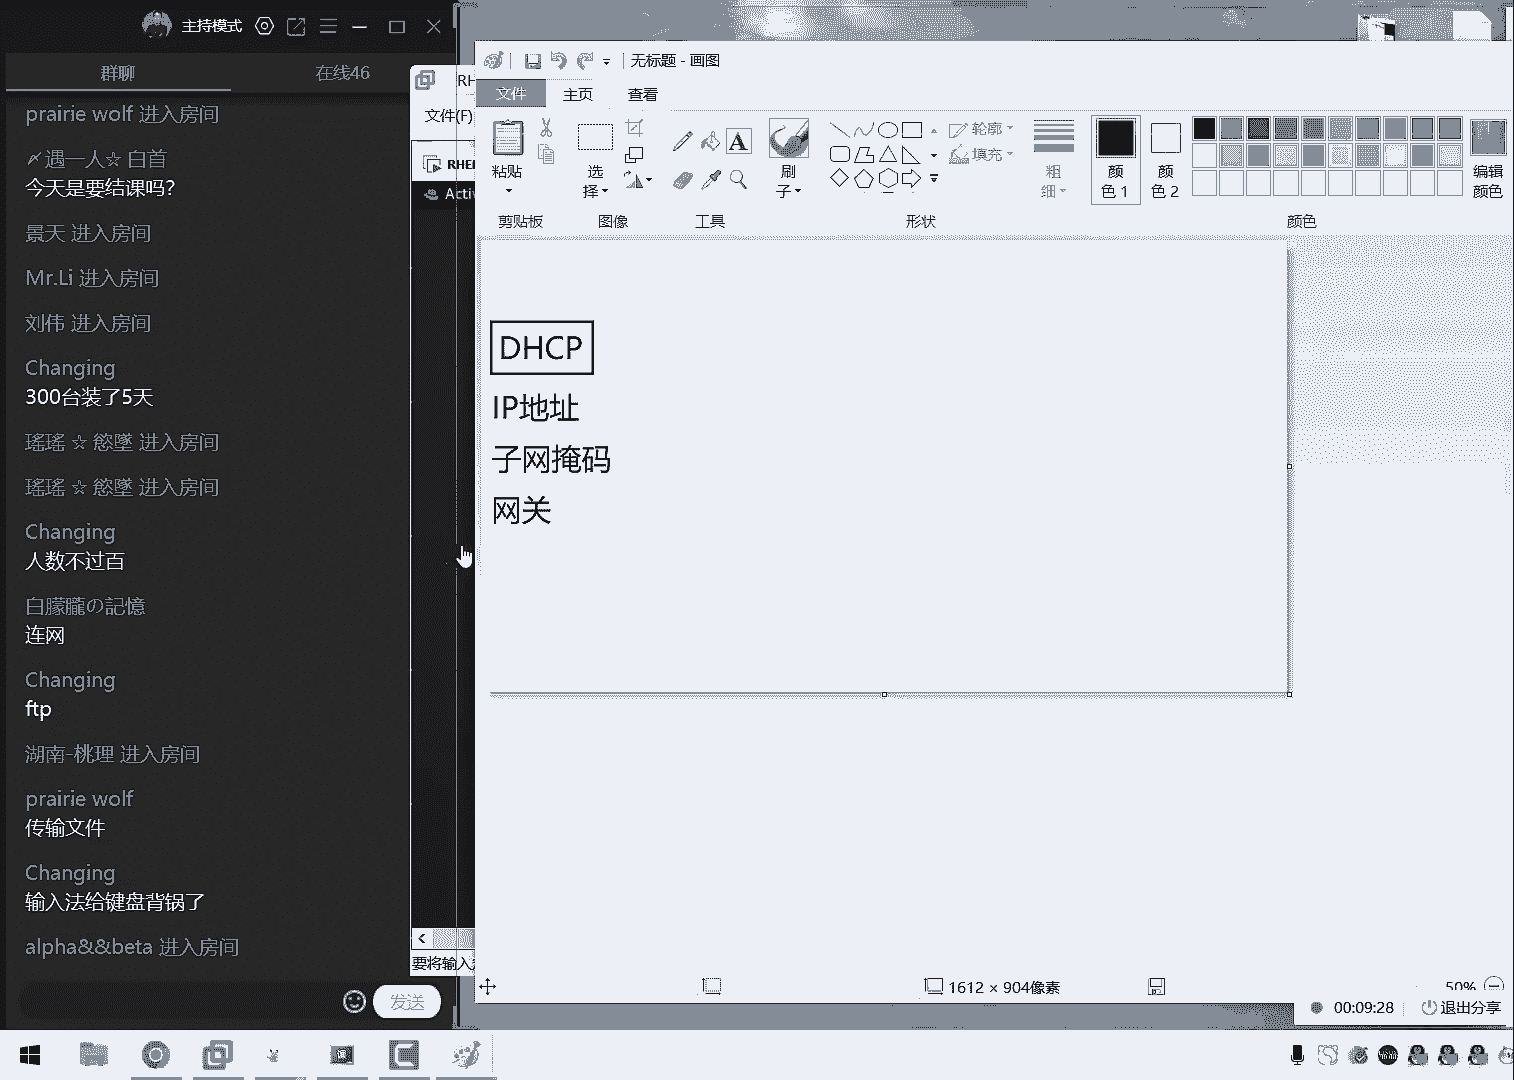 主持模式
群聊
在线46
prairie wolf 进入房间
〆遇一人☆ 白首
今天是要结课吗?
景天 进入房间
Mr.Li 进入房间
刘伟 进入房间
Changing
300台装了5天
瑤瑤 ☆ 慾墜 进入房间
瑤瑤 ☆ 慾墜 进入房间
Changing
人数不过百
白朦朧の記憶
连网
Changing
ftp
湖南-桃理 进入房间
prairie wolf
传输文件
Changing
输入法给键盘背锅了
alpha&&beta 进入房间
发送
RH
文件(F)
RHE
Acti
要将输入
无标题 - 画图
文件
主页
查看
粘贴
选择
刷子
轮廓
填充
粗细
颜色 1
颜色 2
编辑颜色
剪贴板
图像
工具
形状
颜色
DHCP
IP地址
子网掩码
网关
1612 × 904像素
50%
00:09:28
退出分享